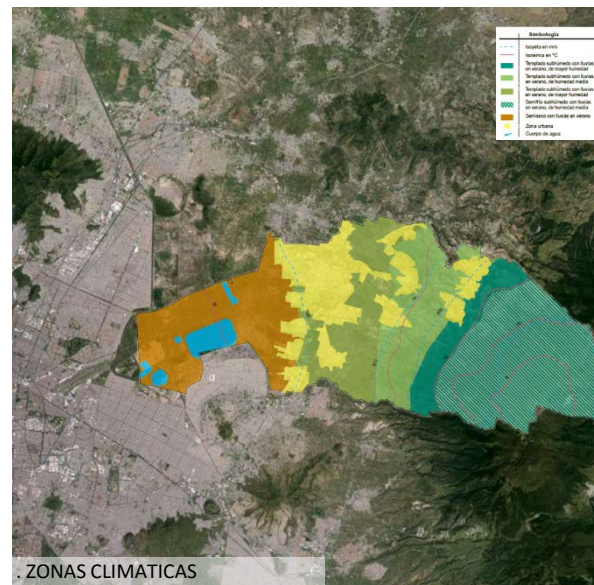 Simbología
Isoyeta en mm
Isoterma en °C
Templado subhúmedo con lluvias
en verano, de mayor humedad
Templado subhúmedo con lluvias
en verano, de humedad media
Templado subhúmedo con lluvias
en verano, de mayor humedad
Semifrío subhúmedo con lluvias
en verano, de humedad media
Semiseco con lluvias en verano
Zona urbana
Cuerpo de agua
. ZONAS CLIMATICAS